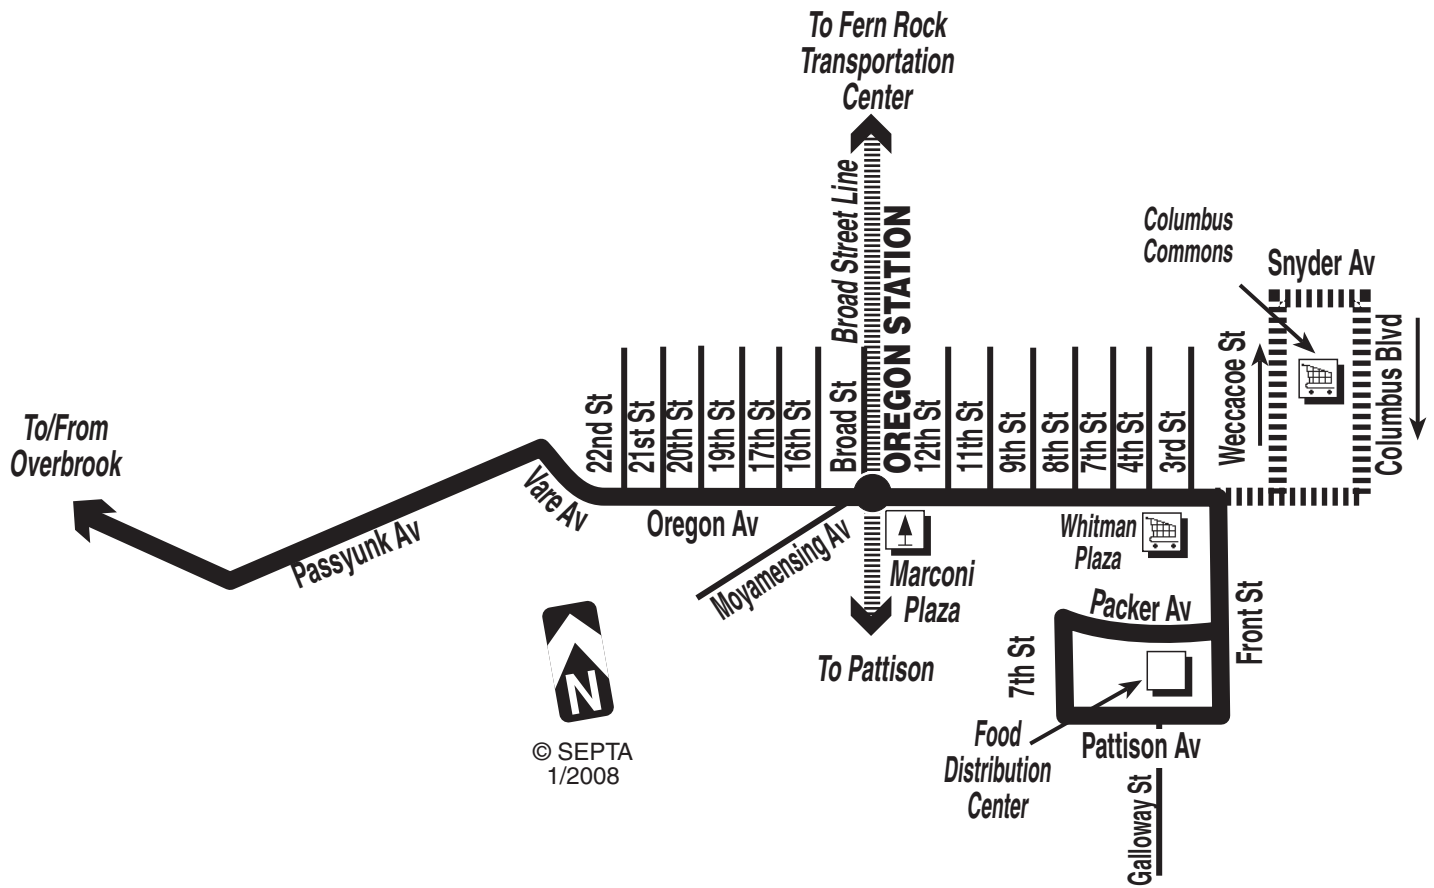 To Fern Rock
Transportation
Center
Broad Street Line
OREGON STATION
Columbus
Commons
Snyder Av
Weccacoe St
Columbus Blvd
To/From
Overbrook
22nd St
21st St
20th St
19th St
17th St
16th St
Broad St
12th St
11th St
9th St
8th St
7th St
4th St
3rd St
Vare Av
Passyunk Av
Oregon Av
Moyamensing Av
Marconi
Plaza
Whitman
Plaza
To Pattison
Packer Av
7th St
Front St
Food
Distribution
Center
Pattison Av
Galloway St
N
© SEPTA
1/2008